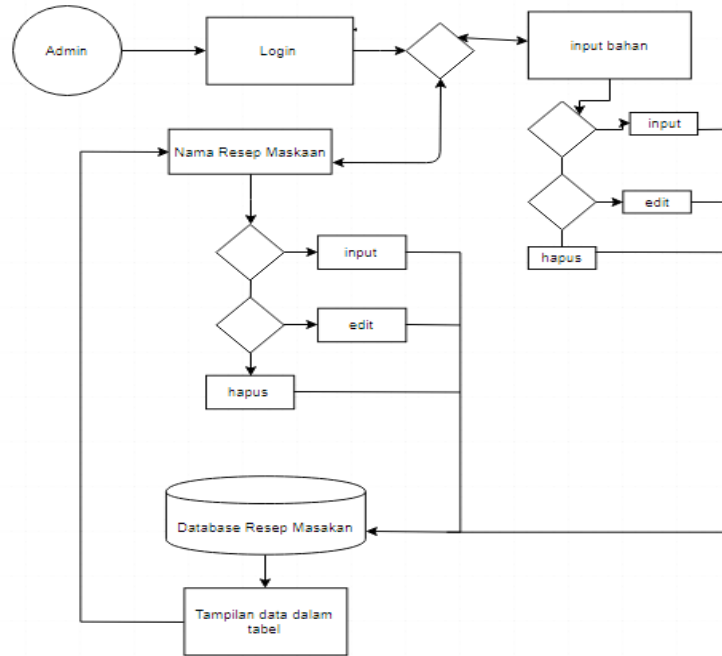 Admin
Login
input bahan
input
Nama Resep Maskaan
edit
input
hapus
edit
hapus
Database Resep Masakan
Tampilan data dalam
tabel